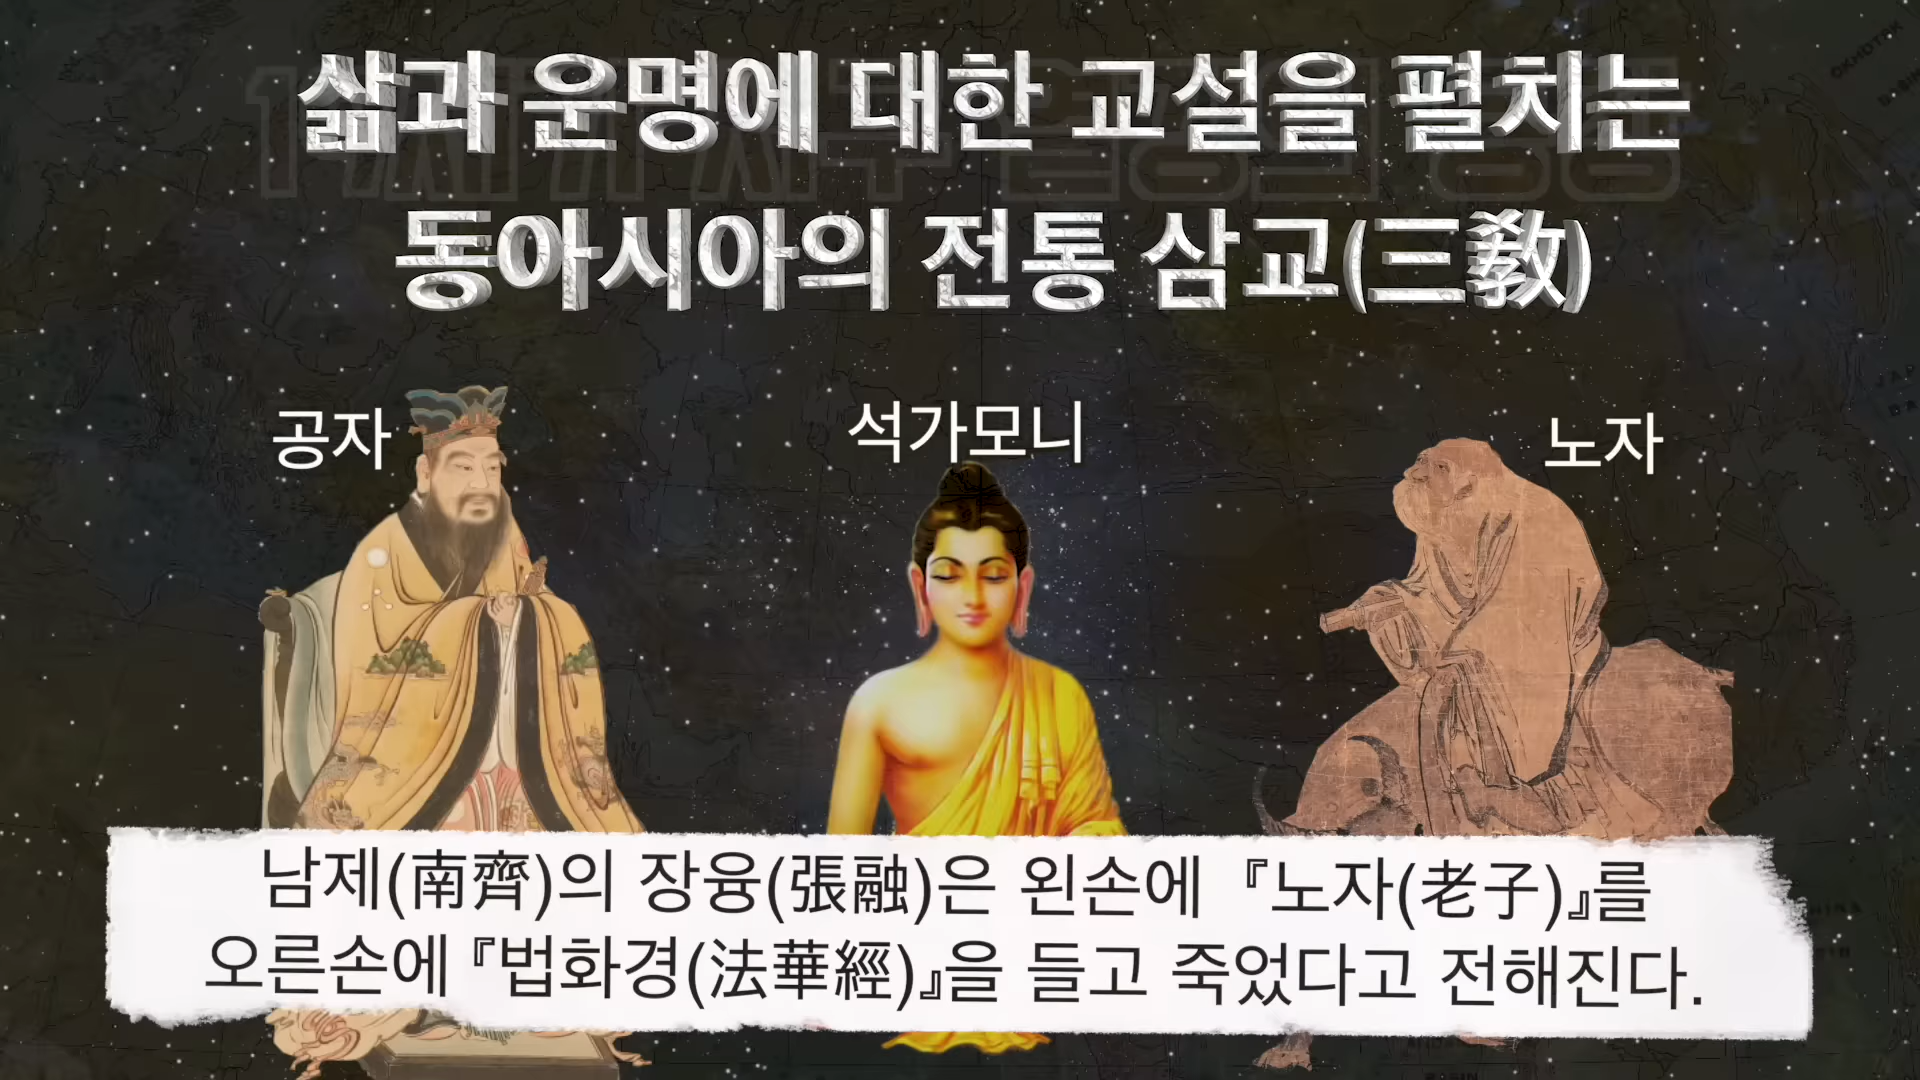 삶과 운명에 대한 교설을 펼치는
동아시아의 전통 삼교(三敎)
공자
석가모니
노자
남제(南齊)의 장융(張融)은 왼손에 『노자(老子)』를
오른손에 『법화경(法華經)』을 들고 죽었다고 전해진다.